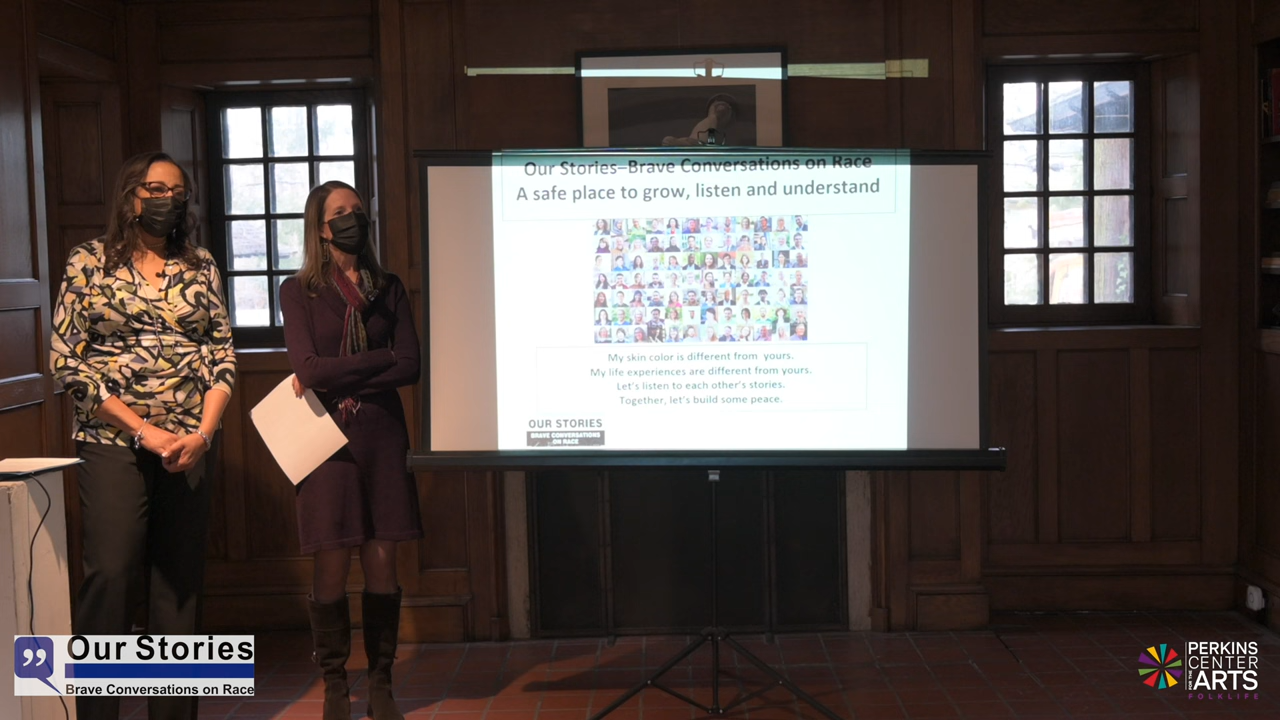 Our Stories–Brave Conversations on Race
A safe place to grow, listen and understand
My skin color is different from yours.
My life experiences are different from yours.
Let's listen to each other's stories.
Together, let's build some peace.
OUR STORIES
BRAVE CONVERSATIONS
ON RACE
Our Stories
Brave Conversations on Race
PERKINS
CENTER
FOR THE ARTS
FOLKLIFE